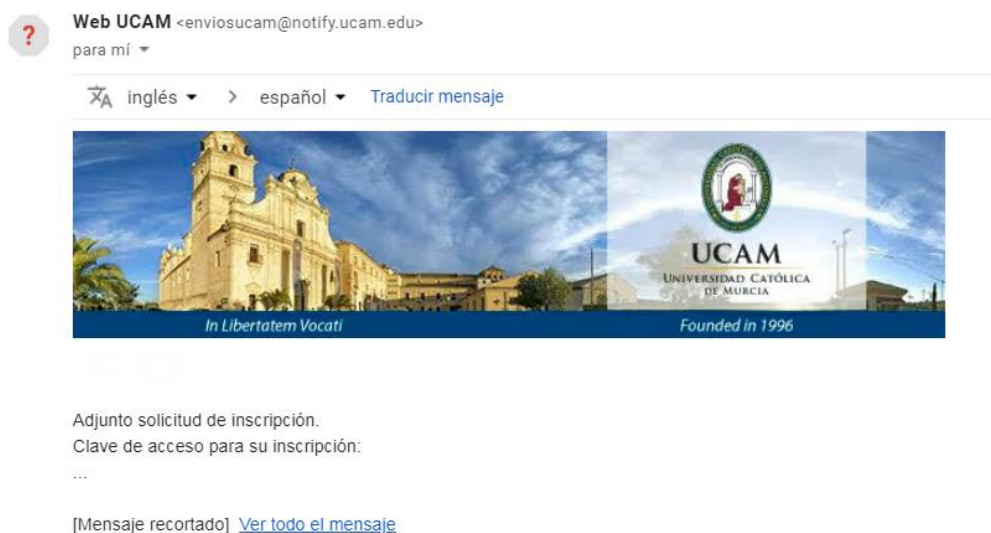 ?
Web UCAM <enviosucam@notify.ucam.edu>
para mí
inglés > español Traducir mensaje
UCAM
UNIVERSIDAD CATÓLICA
DE MURCIA
In Libertatem Vocati Founded in 1996
Adjunto solicitud de inscripción.
Clave de acceso para su inscripción:
...
[Mensaje recortado] Ver todo el mensaje